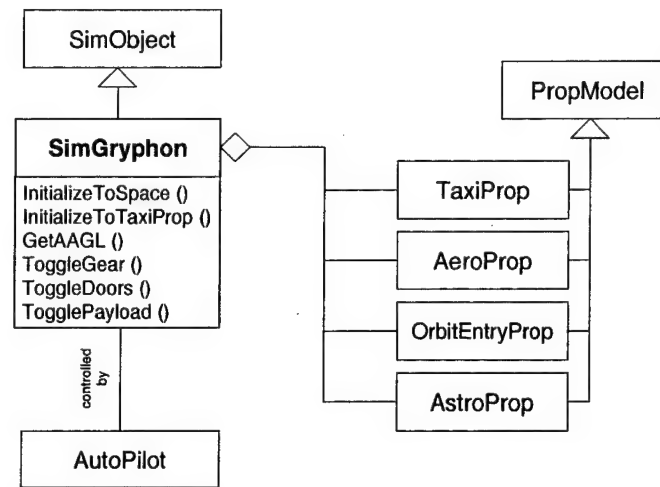 SimObject
PropModel
SimGryphon
InitializeToSpace ()
InitializeToTaxiProp ()
GetAAGL ()
ToggleGear ()
ToggleDoors ()
TogglePayload ()
TaxiProp
AeroProp
OrbitEntryProp
AstroProp
controlled
by
AutoPilot